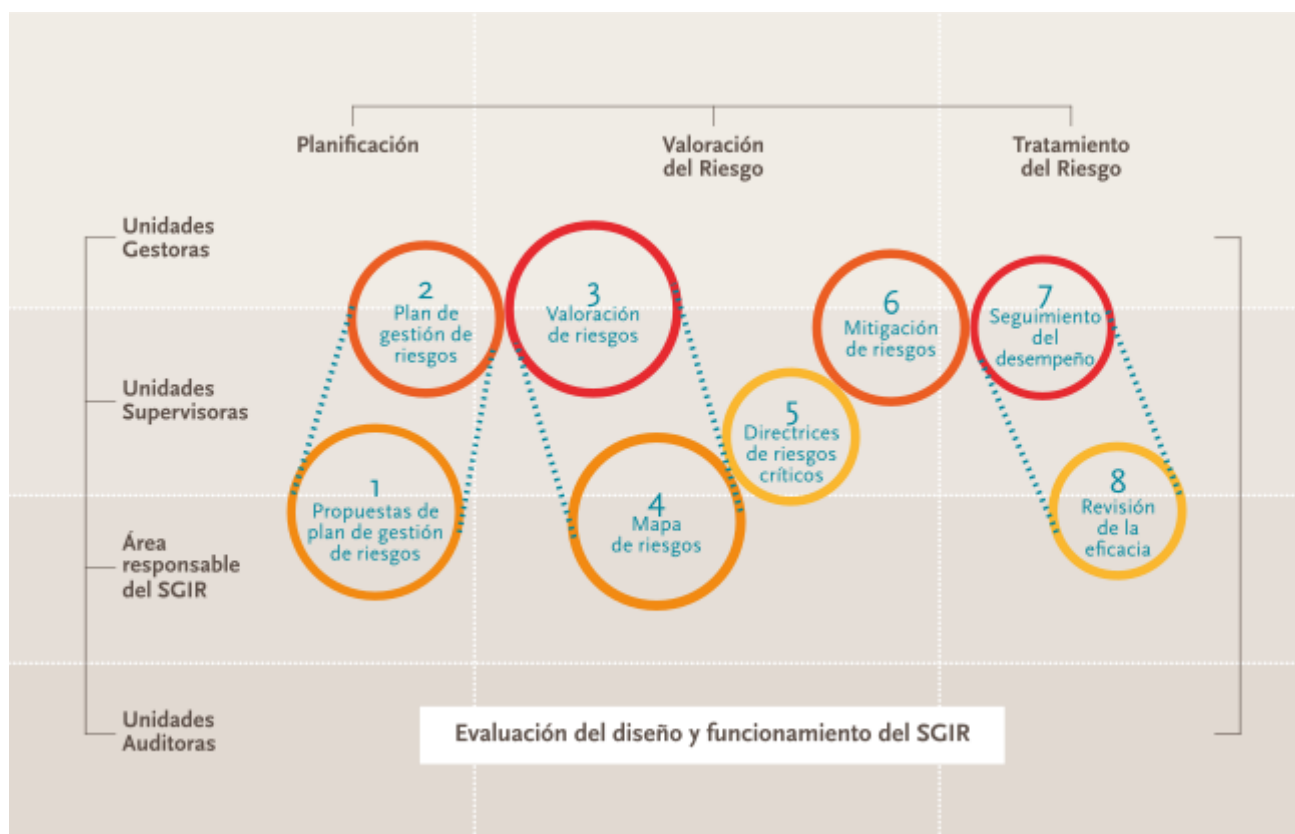 Planificación
Valoración
del Riesgo
Tratamiento
del Riesgo
Unidades
Gestoras
2
Plan de
gestión de
riesgos
3
Valoración
de riesgos
6
Mitigación
de riesgos
7
Seguimiento
del
desempeño
Unidades
Supervisoras
5
Directrices
de riesgos
críticos
1
Propuestas de
plan de gestión
de riesgos
4
Mapa
de riesgos
8
Revisión
de la
eficacia
Área
responsable
del SGIR
Unidades
Auditoras
Evaluación del diseño y funcionamiento del SGIR